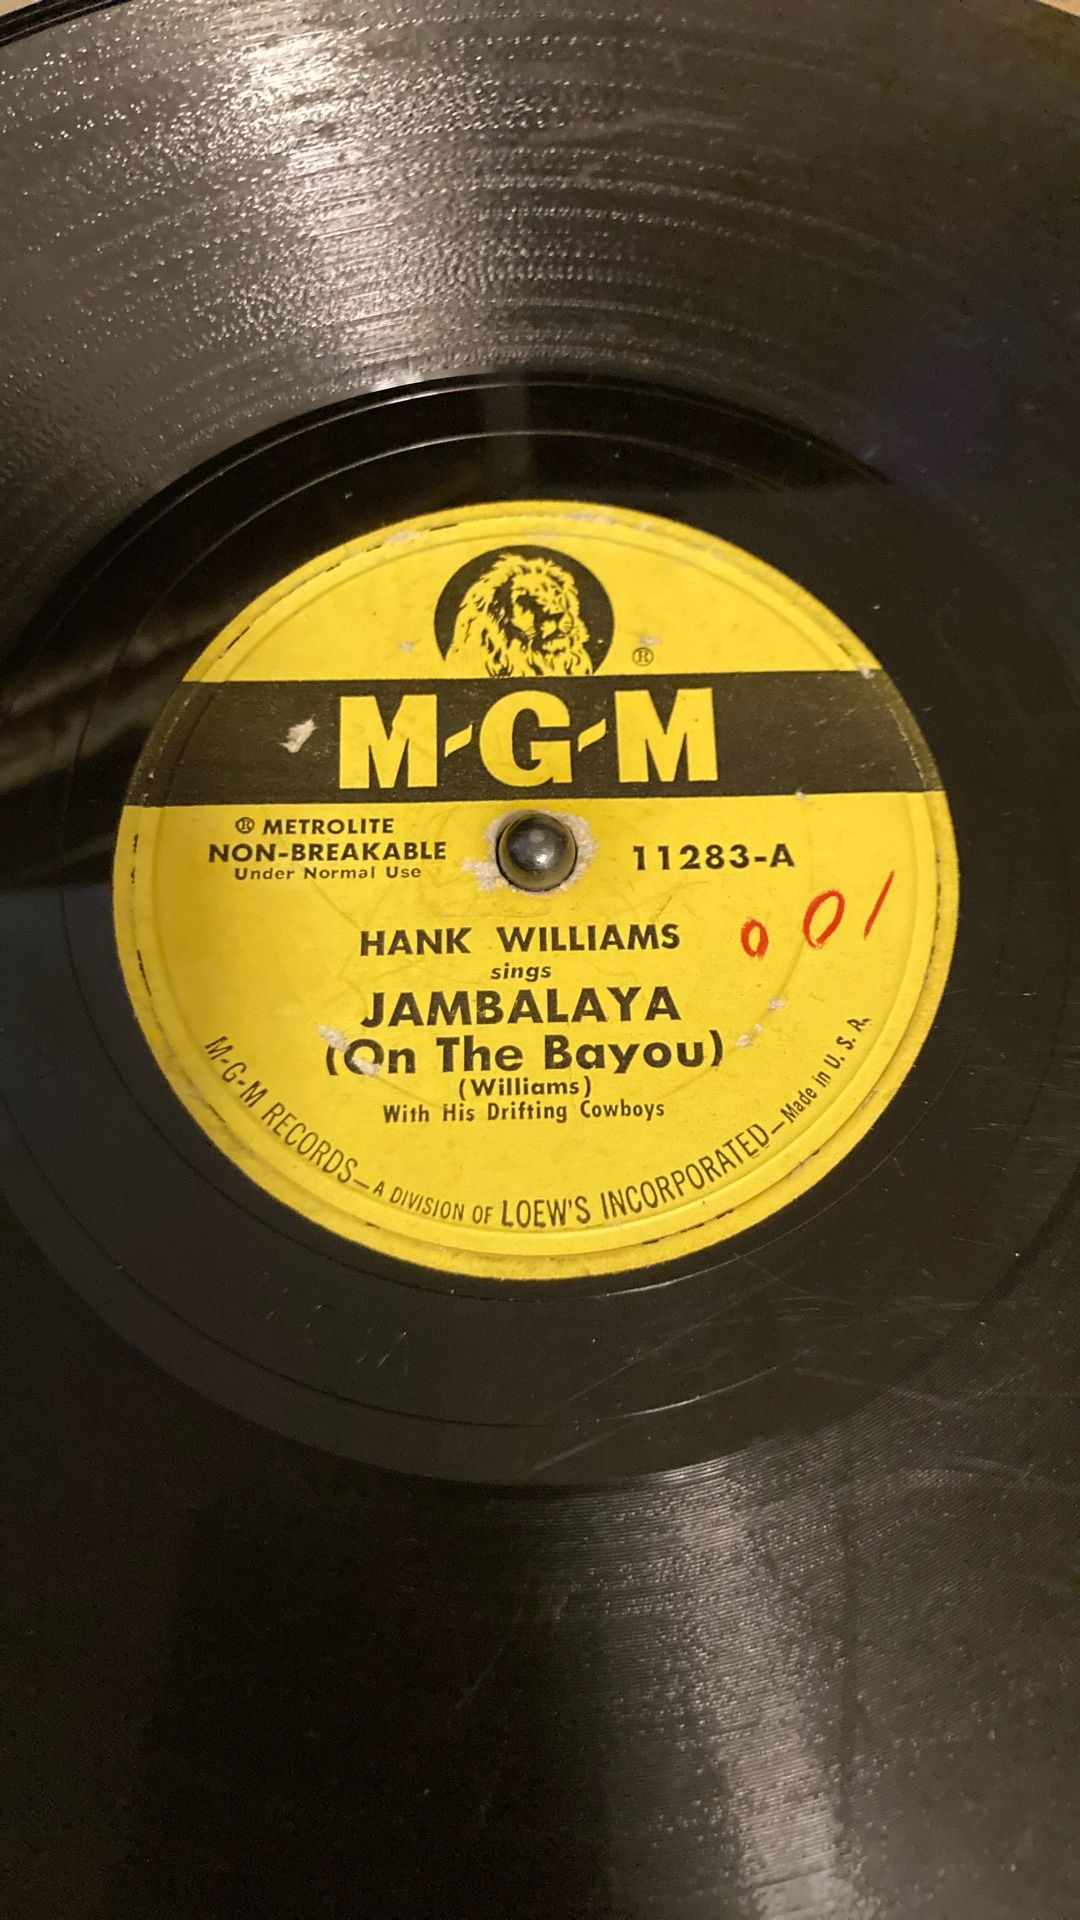 ®
M-G-M
® METROLITE
NON-BREAKABLE
Under Normal Use
11283-A
001
HANK WILLIAMS
sings
JAMBALAYA
(On The Bayou)
(Williams)
With His Drifting Cowboys
M-G-M RECORDS—A DIVISION OF LOEW'S INCORPORATED—Made in U. S. A.